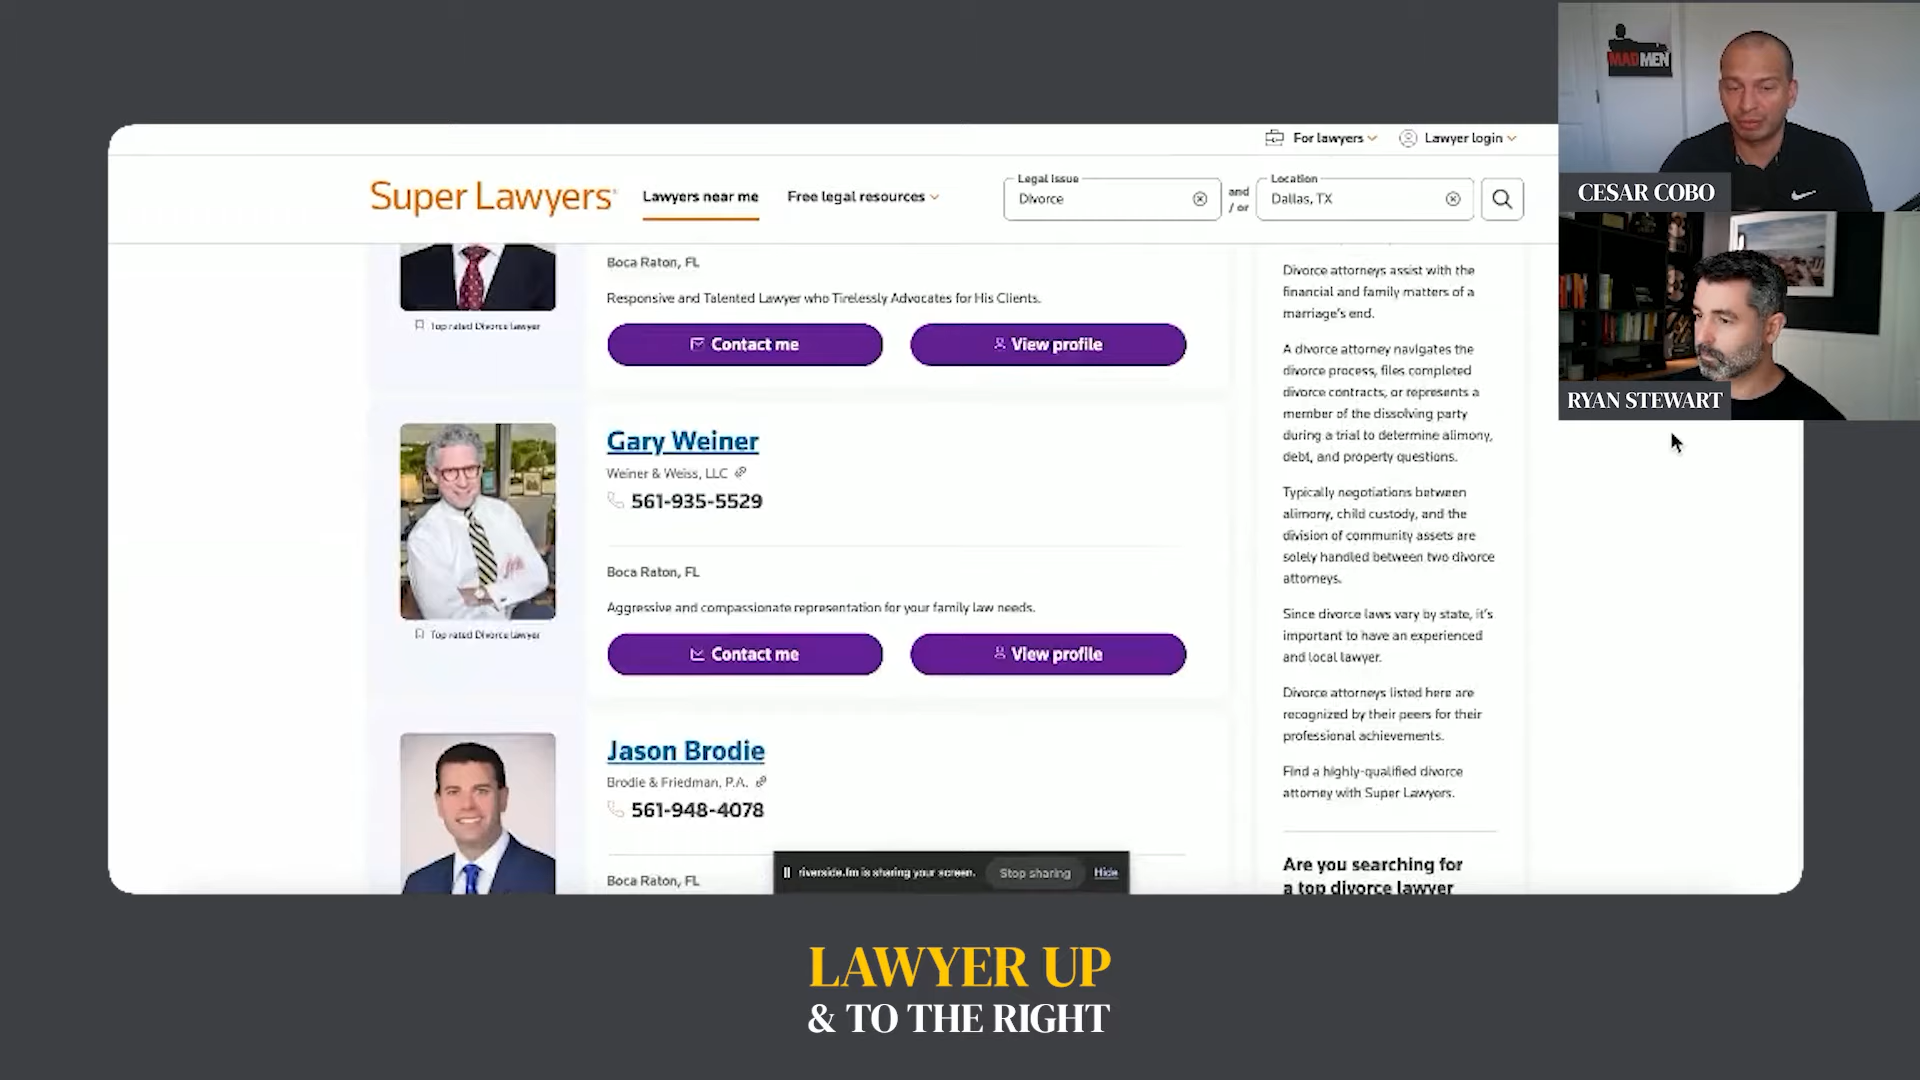 MAD MEN
CESAR COBO
RYAN STEWART
For lawyers
Lawyer login
Super Lawyers
Lawyers near me
Free legal resources
Legal issue
Divorce
and / or
Location
Dallas, TX
Boca Raton, FL
Responsive and Talented Lawyer who Tirelessly Advocates for His Clients.
Top rated Divorce lawyer
Contact me
View profile
Gary Weiner
Weiner & Weiss, LLC
561-935-5529
Boca Raton, FL
Aggressive and compassionate representation for your family law needs.
Top rated Divorce lawyer
Contact me
View profile
Jason Brodie
Brodie & Friedman, P.A.
561-948-4078
Boca Raton, FL
Divorce attorneys assist with the
financial and family matters of a
marriage's end.
A divorce attorney navigates the
divorce process, files completed
divorce contracts, or represents a
member of the dissolving party
during a trial to determine alimony,
debt, and property questions.
Typically negotiations between
alimony, child custody, and the
division of community assets are
solely handled between two divorce
attorneys.
Since divorce laws vary by state, it's
important to have an experienced
and local lawyer.
Divorce attorneys listed here are
recognized by their peers for their
professional achievements.
Find a highly-qualified divorce
attorney with Super Lawyers.
Are you searching for
a top divorce lawyer
riverside.fm is sharing your screen.
Stop sharing
Hide
LAWYER UP
& TO THE RIGHT